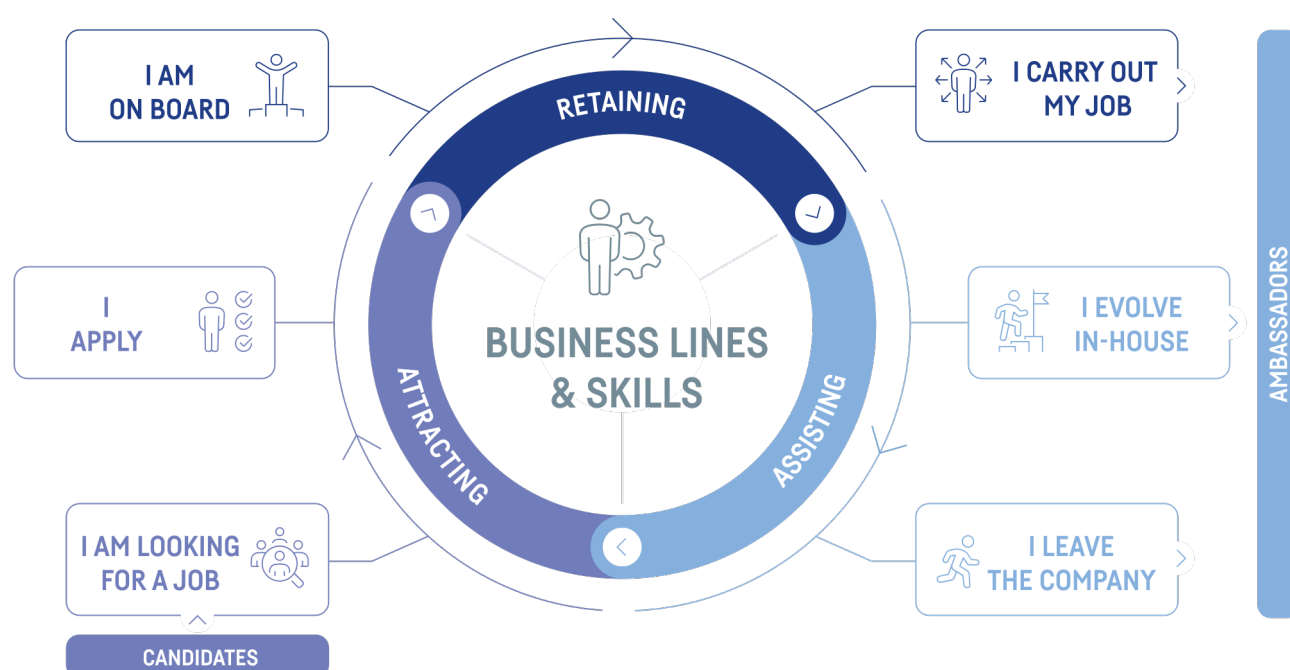 I AM
ON BOARD
RETAINING
I CARRY OUT
MY JOB
I
APPLY
BUSINESS LINES
& SKILLS
I EVOLVE
IN-HOUSE
AMBASSADORS
ATTRACTING
ASSISTING
I AM LOOKING
FOR A JOB
I LEAVE
THE COMPANY
CANDIDATES